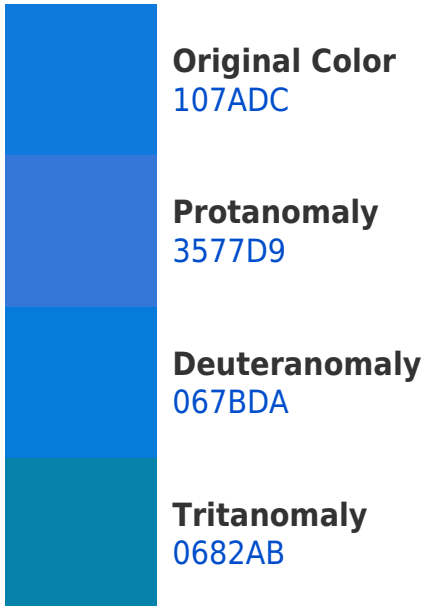 Original Color
107ADC
Protanomaly
3577D9
Deuteranomaly
067BDA
Tritanomaly
0682AB